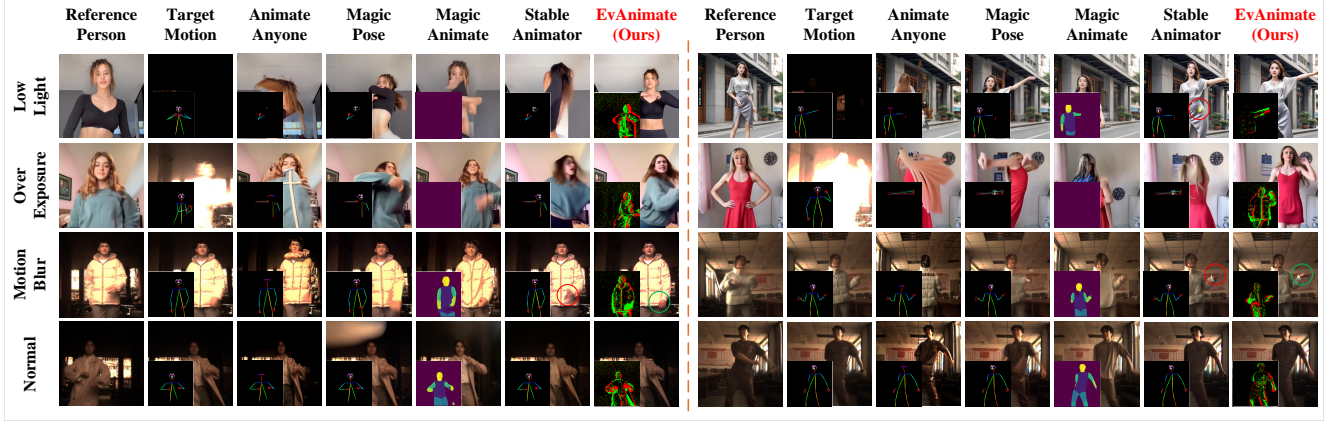 Reference Person
Target Motion
Animate Anyone
Magic Pose
Magic Animate
Stable Animator
EvAnimate (Ours)
Reference Person
Target Motion
Animate Anyone
Magic Pose
Magic Animate
Stable Animator
EvAnimate (Ours)
Low Light
Over Exposure
Motion Blur
Normal